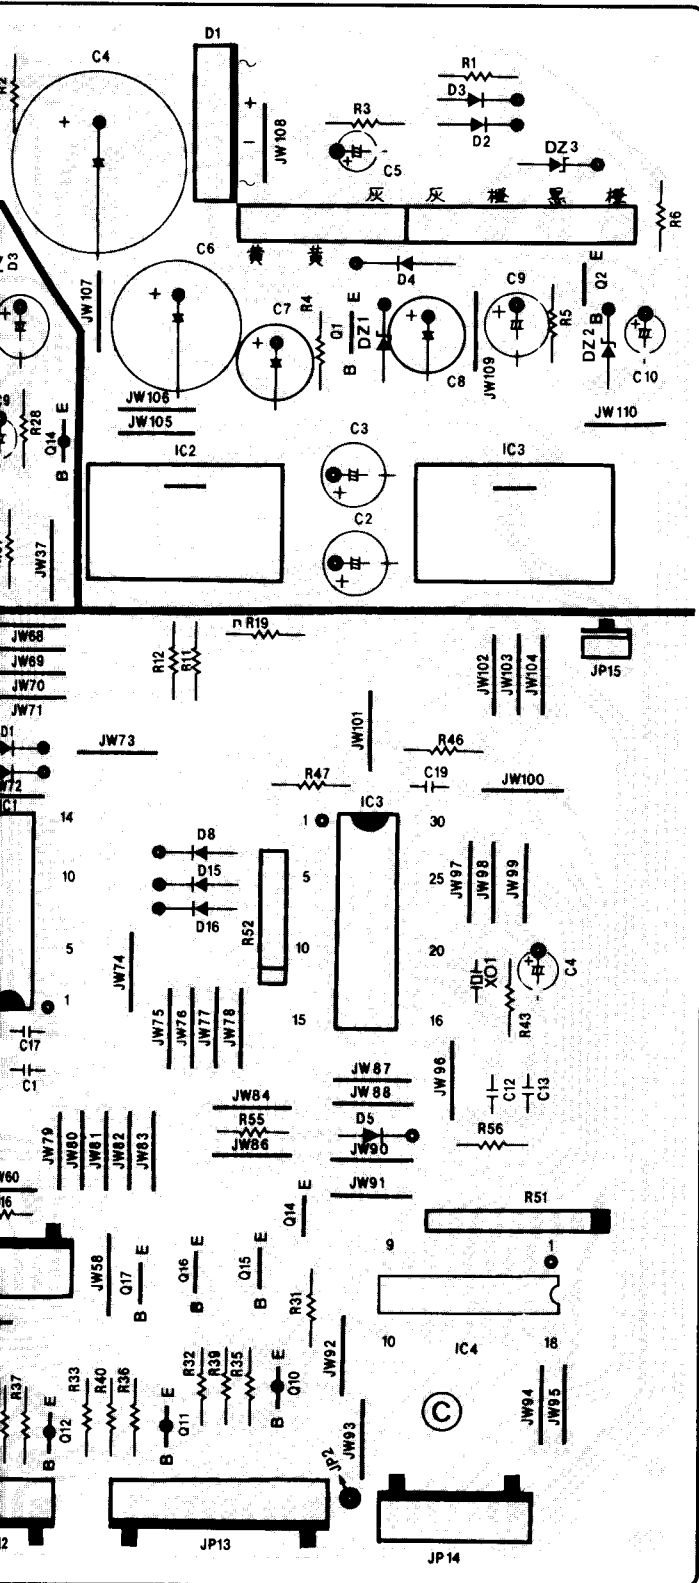 D1
C4
R2
R1
D3
D2
R3
C5
JW108
~
+
−
~
DZ3
灰 灰 橙 黒 橙
R6
黄 黄
C6
D3
JW107
C7
R4
Q1
E
B
DZ1
D4
C8
JW109
C9
R5
E
Q2
B
DZ2
C10
JW110
JW106
JW105
R28
E
Q14
B
IC2
C3
C2
IC3
JW37
JW68
JW69
JW70
JW71
R12
R11
R19
JW102
JW103
JW104
JP15
D1
JW73
JW101
R46
R47
C19
JW100
IC1
14
10
5
1
IC3
1
5
10
15
30
25
20
16
D8
D15
D16
R52
JW97
JW98
JW99
JW74
JW75
JW76
JW77
JW78
XO1
R43
C4
C17
C1
JW87
JW88
JW96
C12
C13
JW84
R55
JW86
D5
JW90
R56
JW79
JW80
JW81
JW82
JW83
JW91
R51
Q14
E
JW58
Q17
E
B
Q16
E
B
Q15
E
B
9
1
10
18
IC4
R31
JW92
R37
R33
R40
R36
R32
R39
R35
E
Q10
B
E
Q12
B
E
Q11
B
JW93
JP2
C
JW94
JW95
JP13
JP14